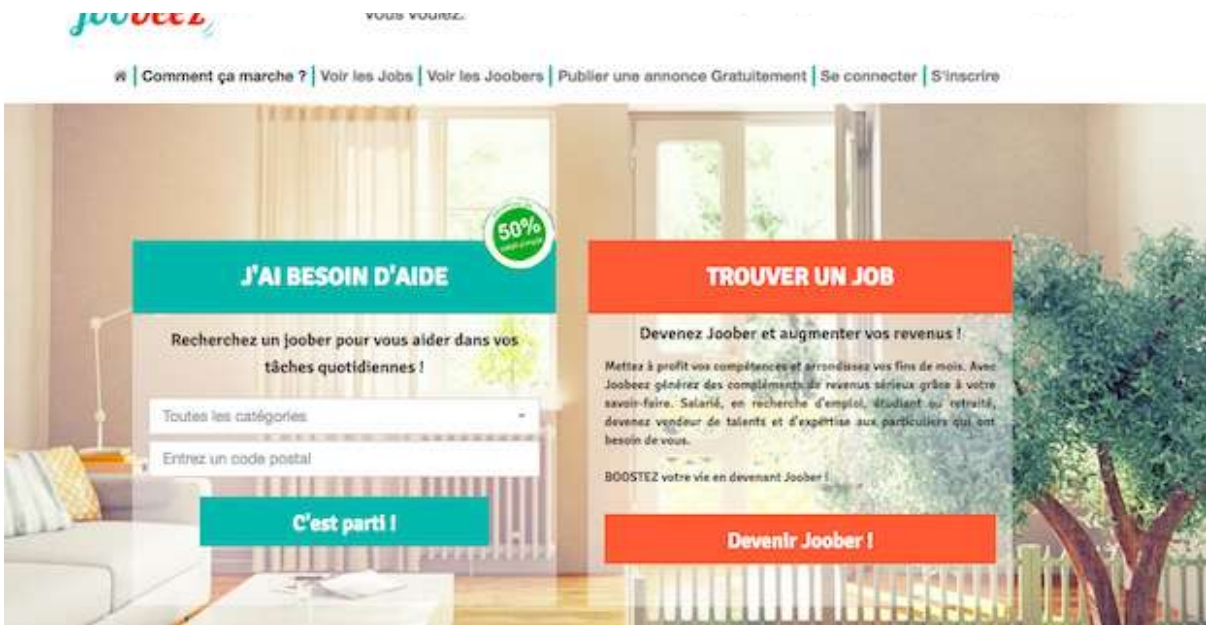 joobeez
vous voulez.
Comment ça marche ? Voir les Jobs Voir les Joobers Publier une annonce Gratuitement Se connecter S'inscrire
50%
J'AI BESOIN D'AIDE
TROUVER UN JOB
Recherchez un joober pour vous aider dans vos
tâches quotidiennes !
Toutes les catégories
Entrez un code postal
C'est parti !
Devenez Joober et augmenter vos revenus !
Mettez à profit vos compétences et arrondissez vos fins de mois. Avec
Joobeez générez des compléments de revenus sérieux grâce à votre
savoir-faire. Salarié, en recherche d'emploi, étudiant ou retraité,
devenez vendeur de talents et d'expertise aux particuliers qui ont
besoin de vous.
BOOSTEZ votre vie en devenant Joober !
Devenir Joober !